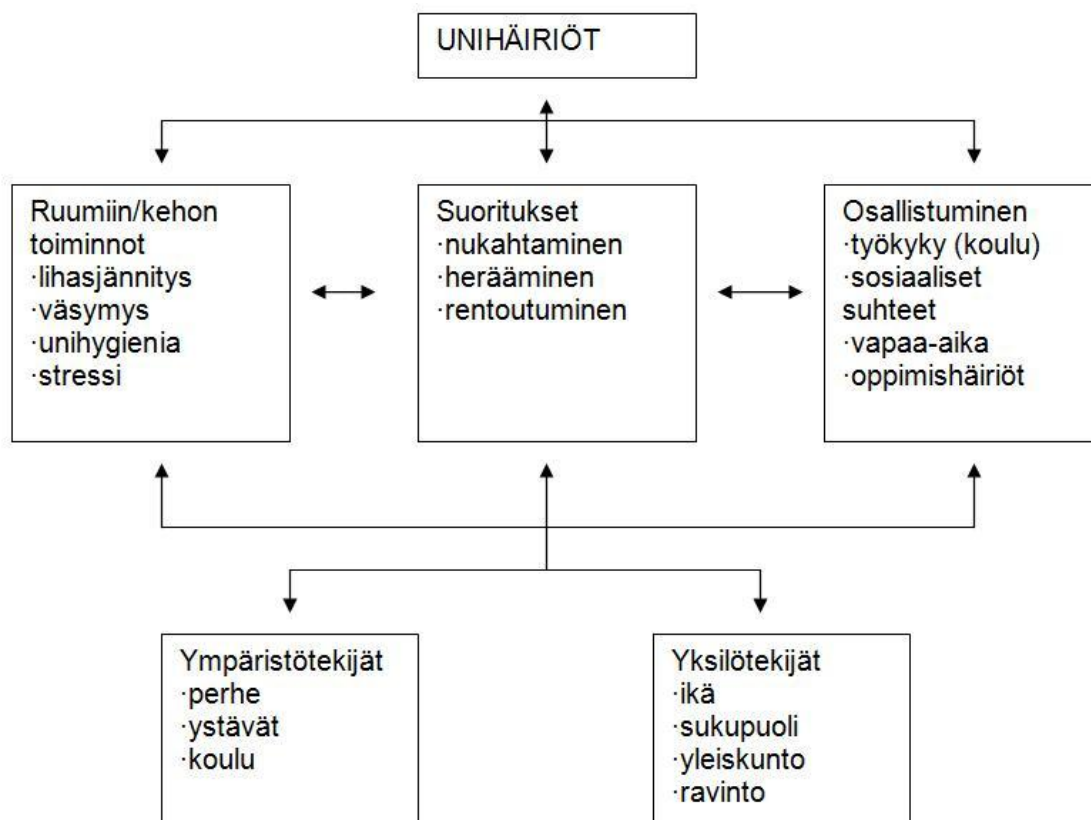 UNIHÄIRIÖT
Ruumiin/kehon
toiminnot
·lihasjännitys
·väsymys
·unihygienia
·stressi
Suoritukset
·nukahtaminen
·herääminen
·rentoutuminen
Osallistuminen
·työkyky (koulu)
·sosiaaliset
suhteet
·vapaa-aika
·oppimishäiriöt
Ympäristötekijät
·perhe
·ystävät
·koulu
Yksilötekijät
·ikä
·sukupuoli
·yleiskunto
·ravinto